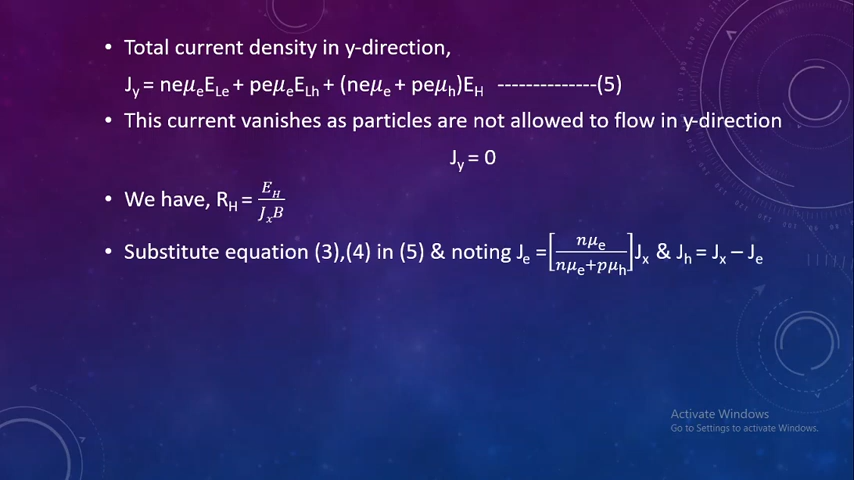 • Total current density in y-direction,
J_y = ne𝜇_eE_Le + pe𝜇_eE_Lh + (ne𝜇_e + pe𝜇_h)E_H --------------(5)
• This current vanishes as particles are not allowed to flow in y-direction
J_y = 0
• We have, R_H = E_H / J_xB
• Substitute equation (3),(4) in (5) & noting J_e = [n𝜇_e / n𝜇_e+p𝜇_h] J_x & J_h = J_x – J_e
Activate Windows
Go to Settings to activate Windows.